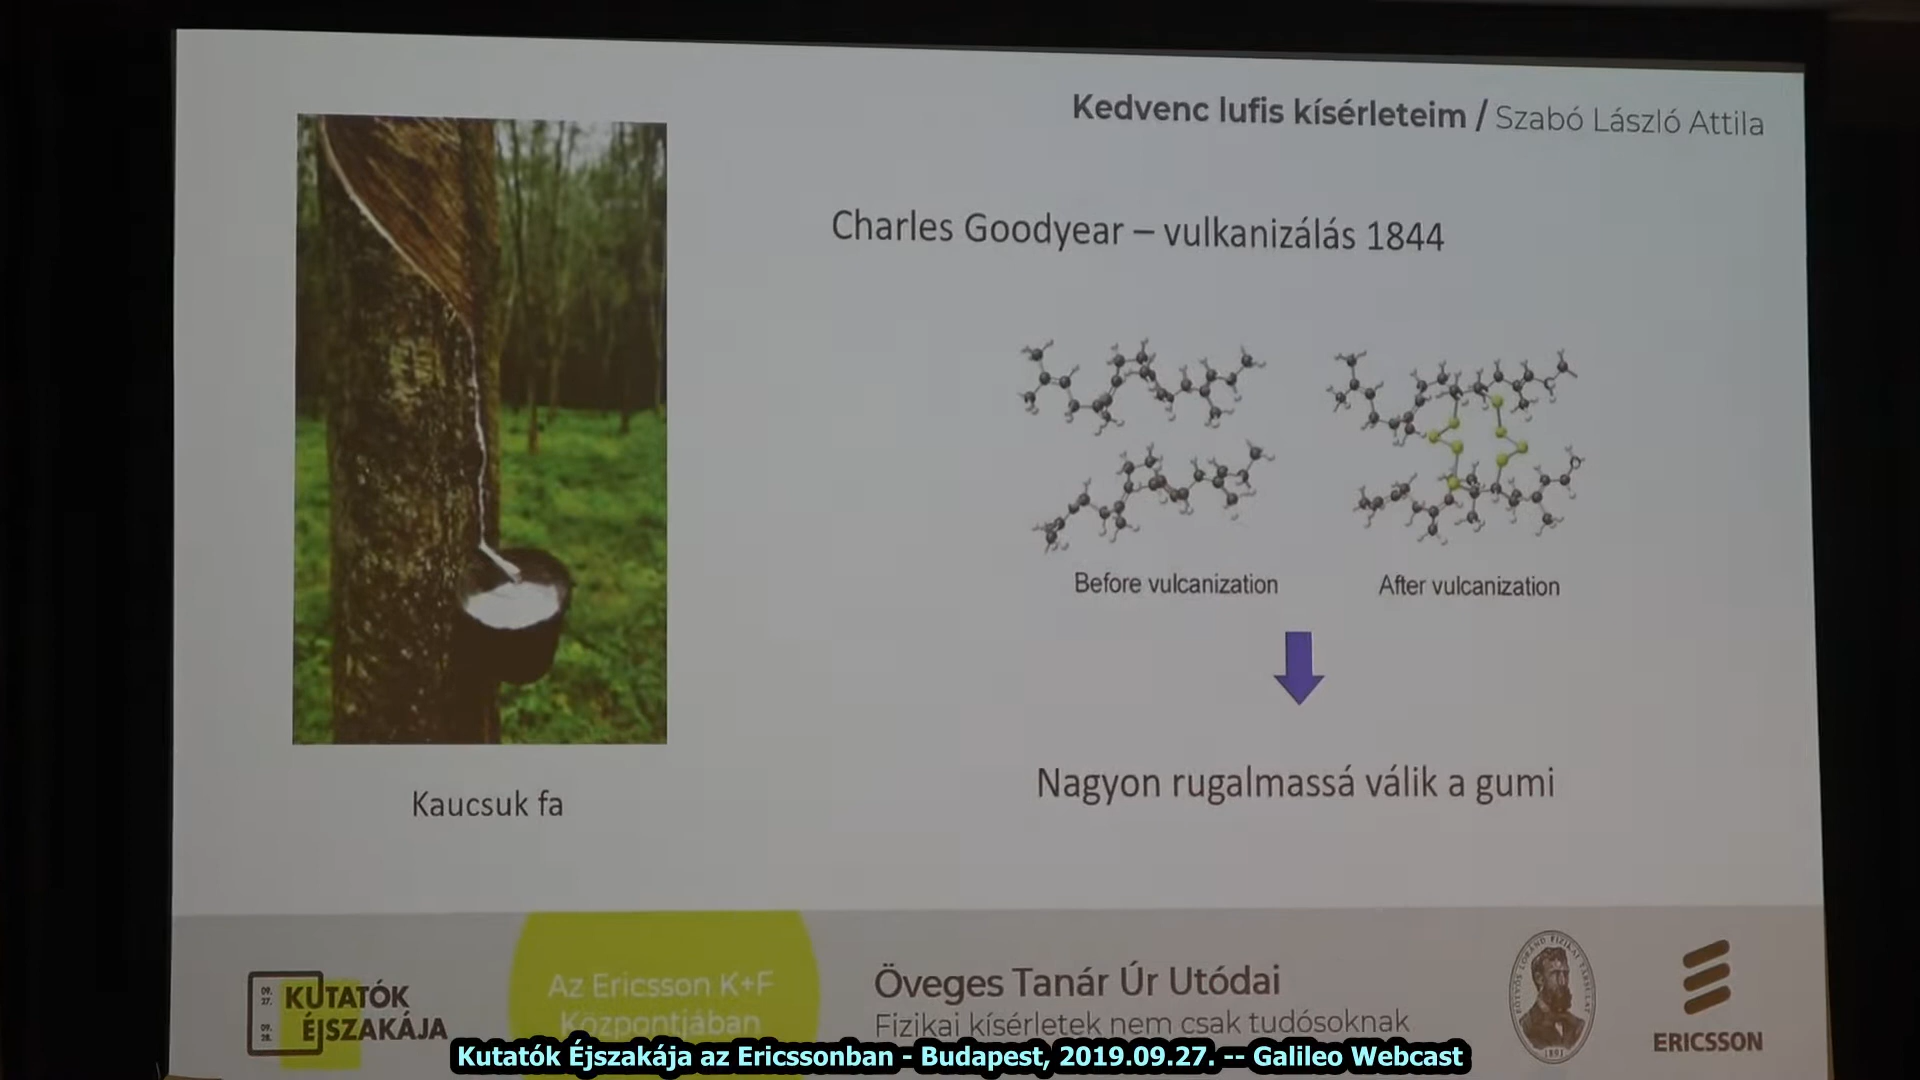 Kedvenc lufis kísérleteim / Szabó László Attila
Charles Goodyear – vulkanizálás 1844
Before vulcanization
After vulcanization
Nagyon rugalmassá válik a gumi
Kaucsuk fa
09. 27.
09. 28.
KUTATÓK
ÉJSZAKÁJA
Az Ericsson K+F
Központjában
Öveges Tanár Úr Utódai
Fizikai kísérletek nem csak tudósoknak
1891
ERICSSON
Kutatók Éjszakája az Ericssonban - Budapest, 2019.09.27. -- Galileo Webcast